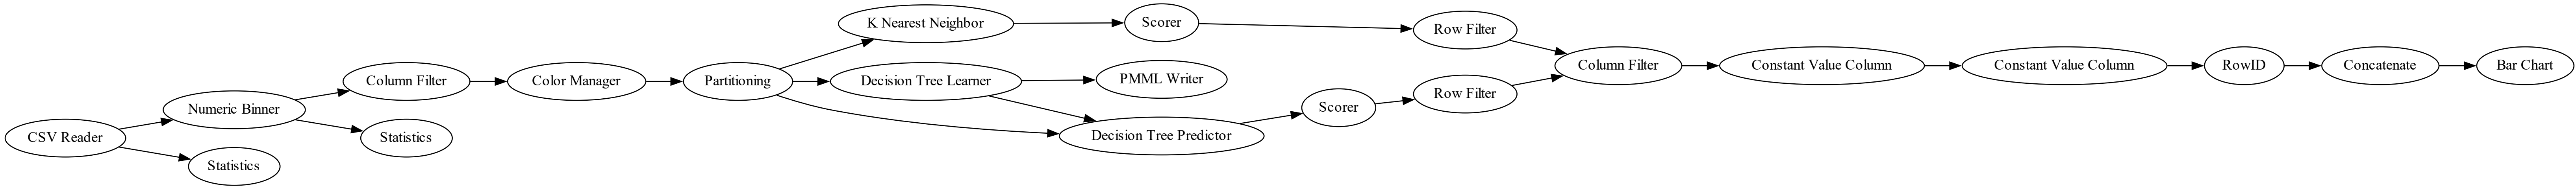 CSV Reader
Numeric Binner
Statistics
Column Filter
Statistics
Color Manager
Partitioning
K Nearest Neighbor
Decision Tree Learner
Scorer
PMML Writer
Decision Tree Predictor
Scorer
Row Filter
Row Filter
Column Filter
Constant Value Column
Constant Value Column
RowID
Concatenate
Bar Chart